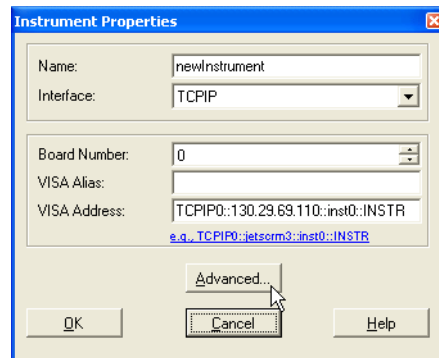 Instrument Properties
Name: newInstrument
Interface: TCPIP
Board Number: 0
VISA Alias:
VISA Address: TCPIP0::130.29.69.110::inst0::INSTR
e.g., TCPIP0::jetscrm3::inst0::INSTR
Advanced...
OK Cancel Help